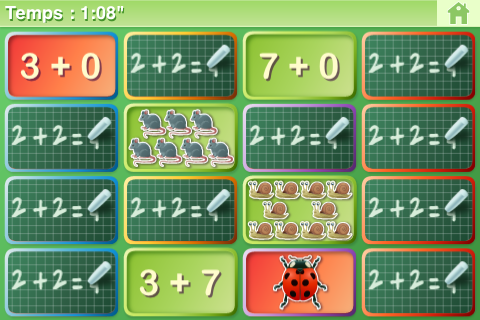 Temps : 1:08"
3 + 0
2+2=
7 + 0
2+2=
2+2=
2+2=
2+2=
2+2=
2+2=
2+2=
2+2=
3 + 7
2+2=